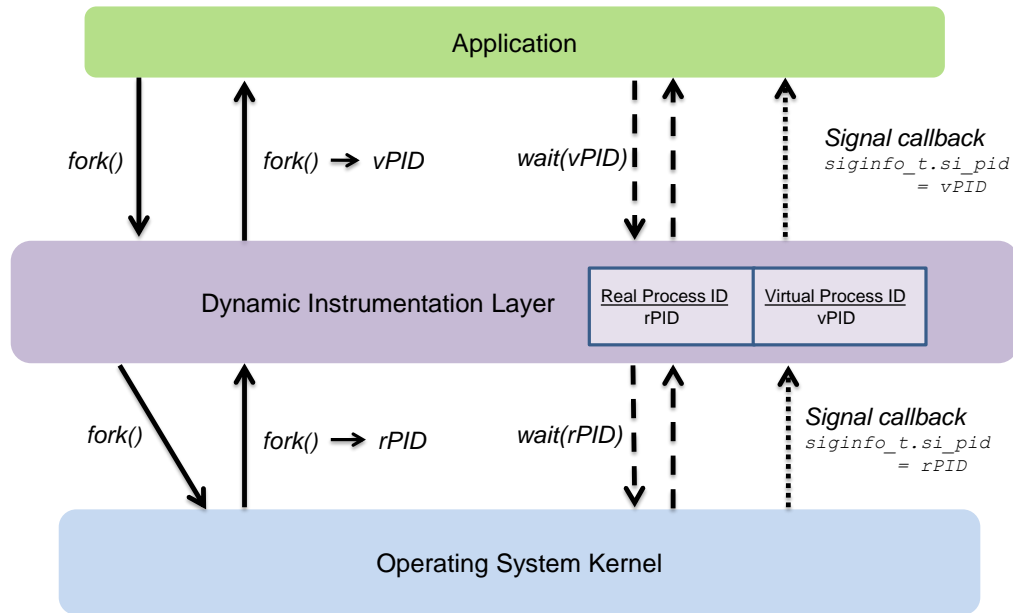 Application
fork()
fork() → vPID
wait(vPID)
Signal callback
siginfo_t.si_pid
= vPID
Dynamic Instrumentation Layer
Real Process ID
rPID
Virtual Process ID
vPID
fork()
fork() → rPID
wait(rPID)
Signal callback
siginfo_t.si_pid
= rPID
Operating System Kernel